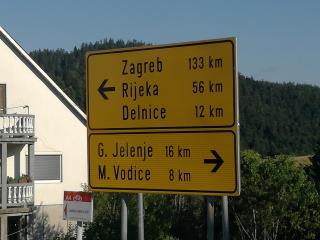 Zagreb 133 km
Rijeka 56 km
Delnice 12 km
G. Jelenje 16 km
M. Vodice 8 km